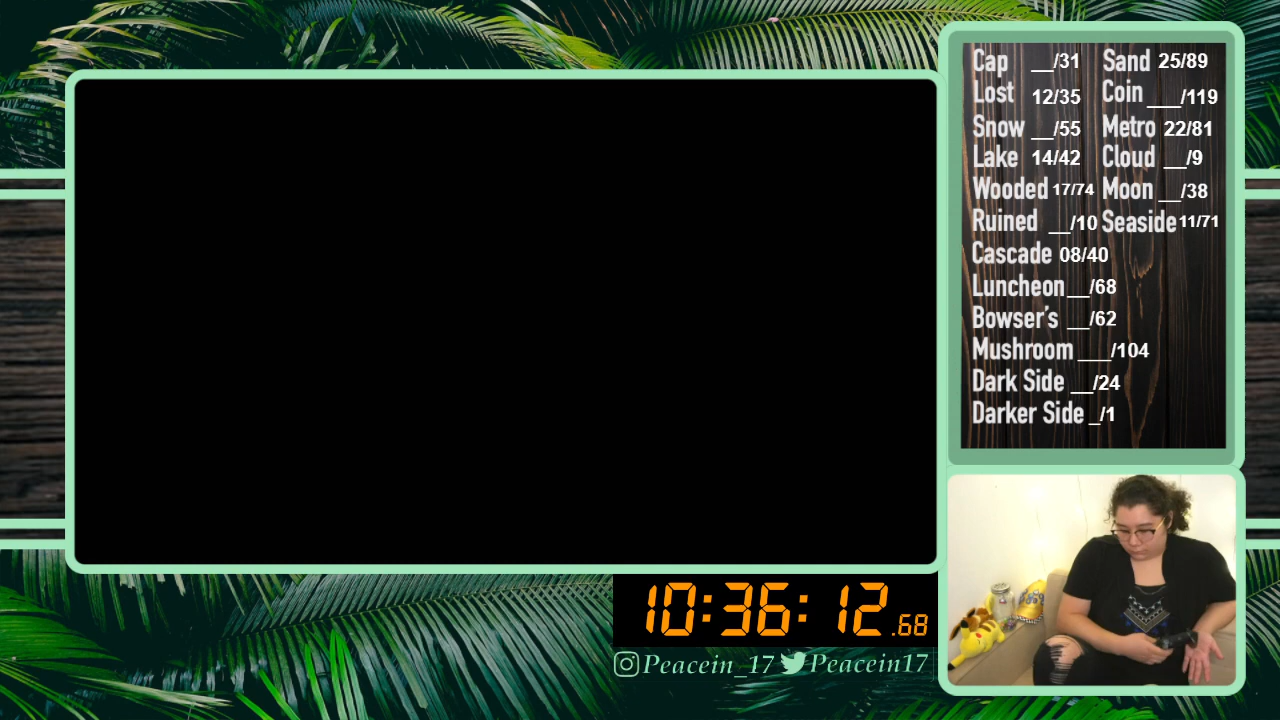 Cap __/31 Sand 25/89
Lost 12/35 Coin ___/119
Snow __/55 Metro 22/81
Lake 14/42 Cloud __/9
Wooded 17/74 Moon __/38
Ruined __/10 Seaside 11/71
Cascade 08/40
Luncheon __/68
Bowser's __/62
Mushroom ___/104
Dark Side __/24
Darker Side _/1
10:36:12.68
Peacein_17 Peacein17